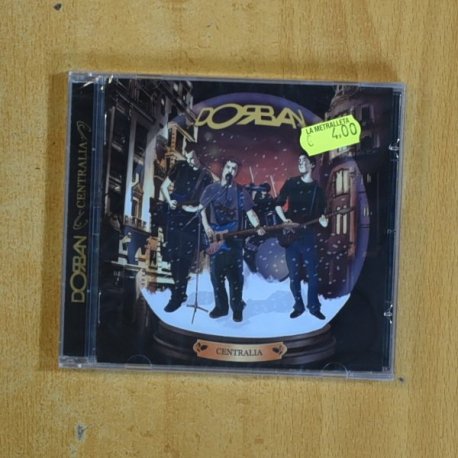 DORBAN CENTRALIA
DORBAN
LA METRALLETA
€ 4,00
CENTRALIA